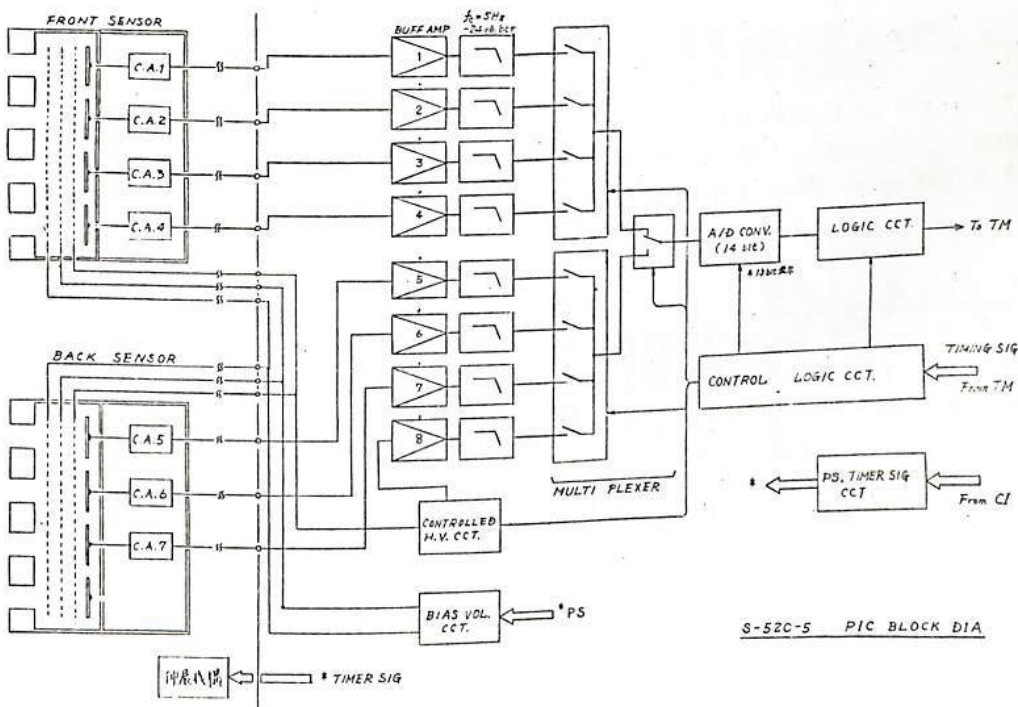 FRONT SENSOR
C.A.1
C.A.2
C.A.3
C.A.4
BUFF AMP
fc = 5Hz
1
2
3
4
5
6
7
8
MULTI PLEXER
A/D CONV.
(14 bit)
LOGIC CCT.
To TM
CONTROL LOGIC CCT.
TIMING SIG
From TM
*
PS, TIMER SIG
CCT
From CI
BACK SENSOR
C.A.5
C.A.6
C.A.7
CONTROLLED
H.V. CCT.
BIAS VOL.
CCT.
*PS
* TIMER SIG
S-52C-5 PIC BLOCK DIA